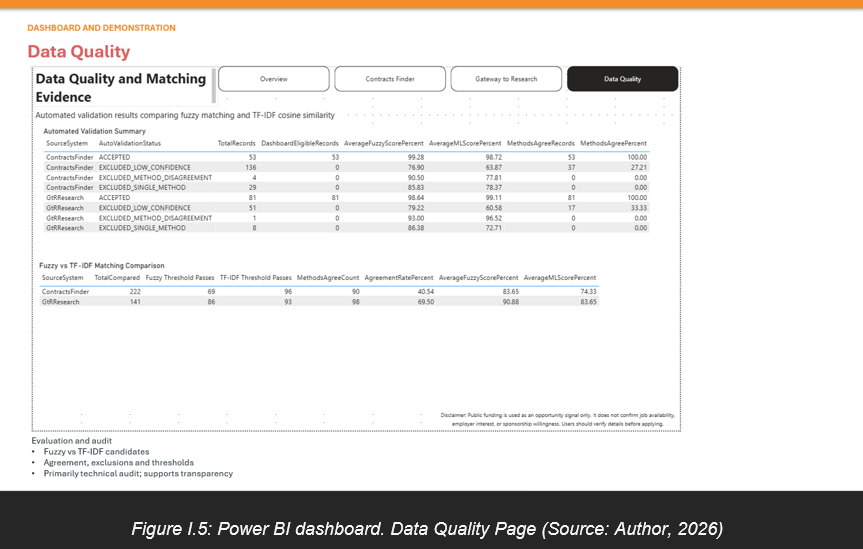 DASHBOARD AND DEMONSTRATION
Data Quality
Data Quality and Matching
Evidence
Overview
Contracts Finder
Gateway to Research
Data Quality
Automated validation results comparing fuzzy matching and TF-IDF cosine similarity
Automated Validation Summary
SourceSystem AutoValidationStatus TotalRecords DashboardEligibleRecords AverageFuzzyScorePercent AverageMLScorePercent MethodsAgreeRecords MethodsAgreePercent
ContractsFinder ACCEPTED 53 53 99.28 98.72 53 100.00
ContractsFinder EXCLUDED_LOW_CONFIDENCE 136 0 76.90 63.87 37 27.21
ContractsFinder EXCLUDED_METHOD_DISAGREEMENT 4 0 90.50 77.81 0 0.00
ContractsFinder EXCLUDED_SINGLE_METHOD 29 0 85.83 78.37 0 0.00
GtRResearch ACCEPTED 81 81 98.64 99.11 81 100.00
GtRResearch EXCLUDED_LOW_CONFIDENCE 51 0 79.22 60.58 17 33.33
GtRResearch EXCLUDED_METHOD_DISAGREEMENT 1 0 93.00 96.52 0 0.00
GtRResearch EXCLUDED_SINGLE_METHOD 8 0 86.38 72.71 0 0.00
Fuzzy vs TF-IDF Matching Comparison
SourceSystem TotalCompared Fuzzy Threshold Passes TF-IDF Threshold Passes MethodsAgreeCount AgreementRatePercent AverageFuzzyScorePercent AverageMLScorePercent
ContractsFinder 222 69 96 90 40.54 83.65 74.33
GtRResearch 141 86 93 98 69.50 90.88 83.65
Disclaimer: Public funding is used as an opportunity signal only. It does not confirm job availability,
employer interest, or sponsorship willingness. Users should verify details before applying.
Evaluation and audit
• Fuzzy vs TF-IDF candidates
• Agreement, exclusions and thresholds
• Primarily technical audit; supports transparency
Figure I.5: Power BI dashboard. Data Quality Page (Source: Author, 2026)